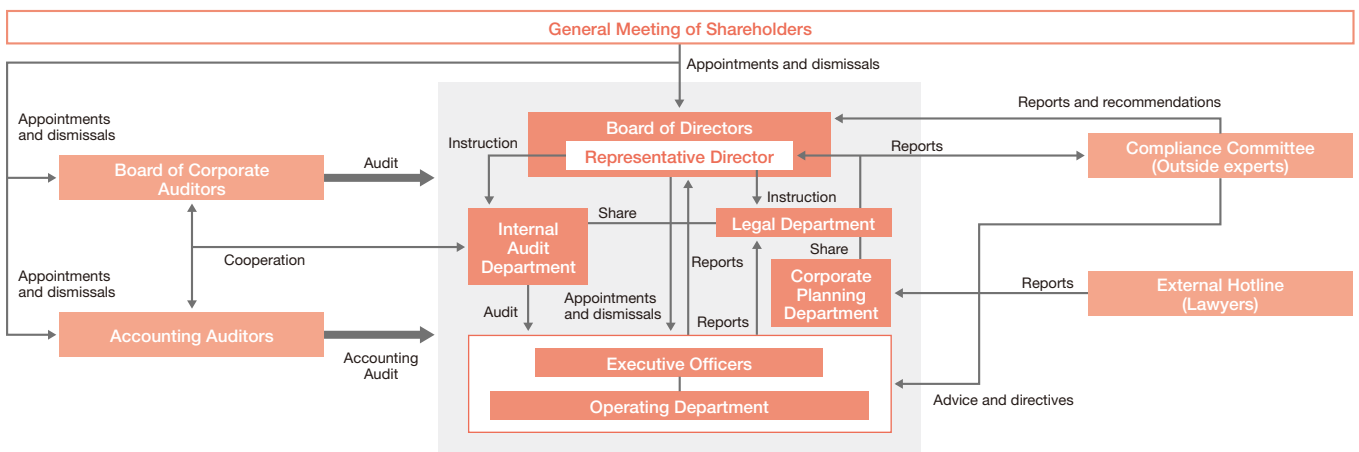 General Meeting of Shareholders
Appointments and dismissals
Appointments
and dismissals
Reports and recommendations
Board of Directors
Representative Director
Instruction
Reports
Compliance Committee
(Outside experts)
Board of Corporate
Auditors
Audit
Instruction
Share
Legal Department
Internal
Audit
Department
Share
Cooperation
Reports
Corporate
Planning
Department
Appointments
and dismissals
Reports
External Hotline
(Lawyers)
Audit
Appointments
and dismissals
Reports
Accounting Auditors
Accounting
Audit
Executive Officers
Operating Department
Advice and directives